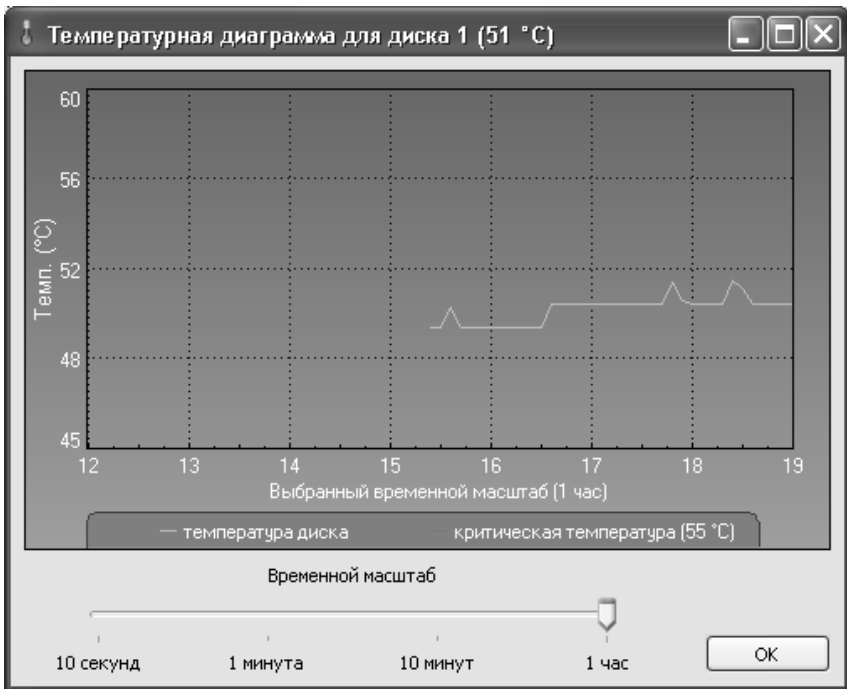 Температурная диаграмма для диска 1 (51 °C)
60
56
52
48
45
Темп. (°C)
12 13 14 15 16 17 18 19
Выбранный временной масштаб (1 час)
температура диска критическая температура (55 °C)
Временной масштаб
10 секунд 1 минута 10 минут 1 час
OK